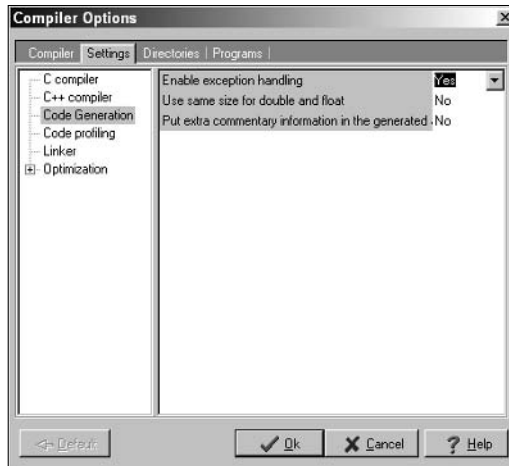 Compiler Options
Compiler Settings Directories | Programs |
C compiler
C++ compiler
Code Generation
Code profiling
Linker
Optimization
Enable exception handling Yes
Use same size for double and float No
Put extra commentary information in the generated No
Default
Ok
Cancel
? Help